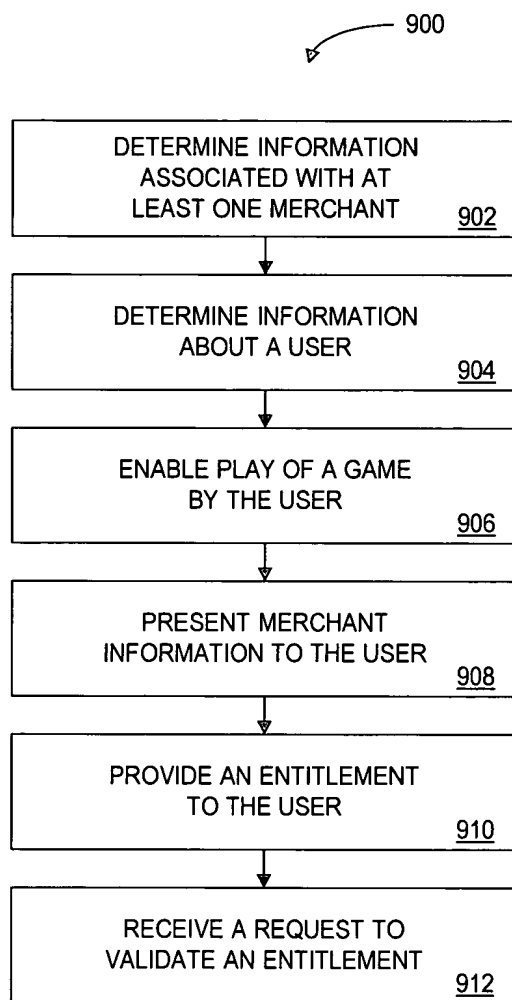 900
DETERMINE INFORMATION
ASSOCIATED WITH AT
LEAST ONE MERCHANT
902
DETERMINE INFORMATION
ABOUT A USER
904
ENABLE PLAY OF A GAME
BY THE USER
906
PRESENT MERCHANT
INFORMATION TO THE USER
908
PROVIDE AN ENTITLEMENT
TO THE USER
910
RECEIVE A REQUEST TO
VALIDATE AN ENTITLEMENT
912